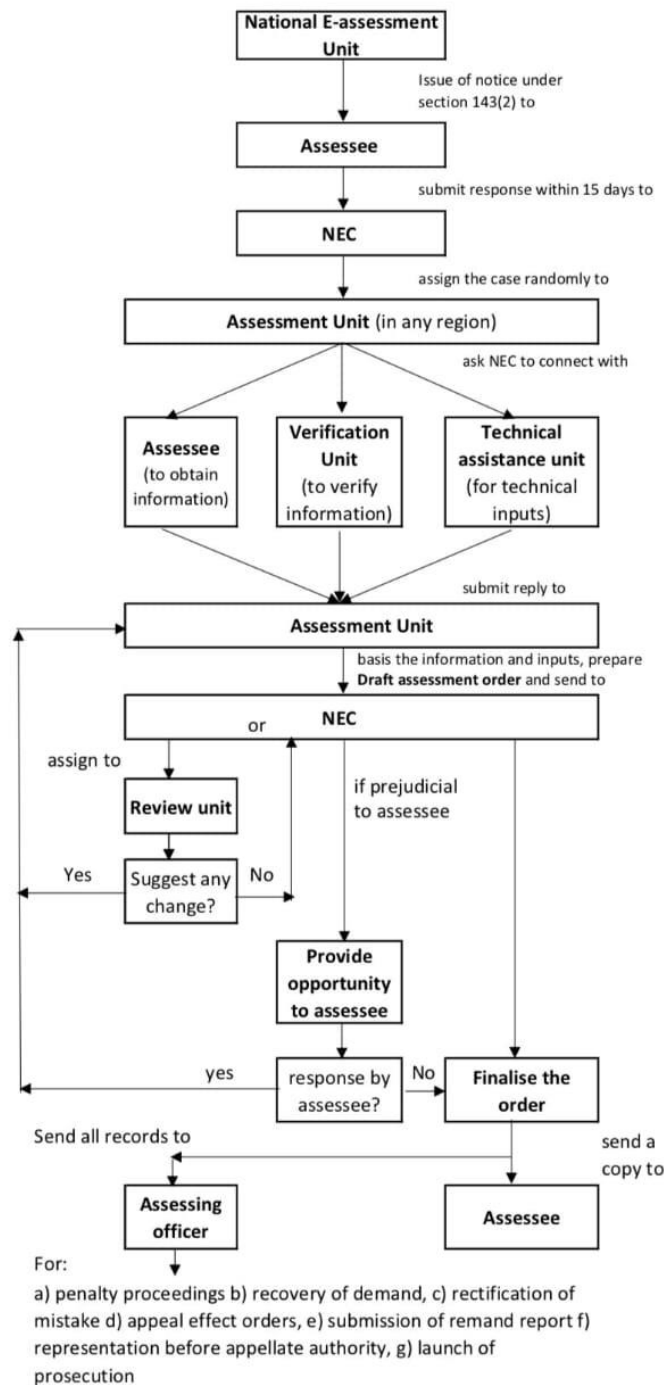 National E-assessment
Unit
Issue of notice under
section 143(2) to
Assessee
submit response within 15 days to
NEC
assign the case randomly to
Assessment Unit (in any region)
ask NEC to connect with
Assessee
(to obtain
information)
Verification
Unit
(to verify
information)
Technical
assistance unit
(for technical
inputs)
submit reply to
Assessment Unit
basis the information and inputs, prepare
Draft assessment order and send to
NEC
or
assign to
Review unit
if prejudicial
to assessee
Yes
Suggest any
change?
No
Provide
opportunity
to assessee
yes
response by
assessee?
No
Finalise the
order
Send all records to
send a
copy to
Assessing
officer
Assessee
For:
a) penalty proceedings b) recovery of demand, c) rectification of
mistake d) appeal effect orders, e) submission of remand report f)
representation before appellate authority, g) launch of
prosecution